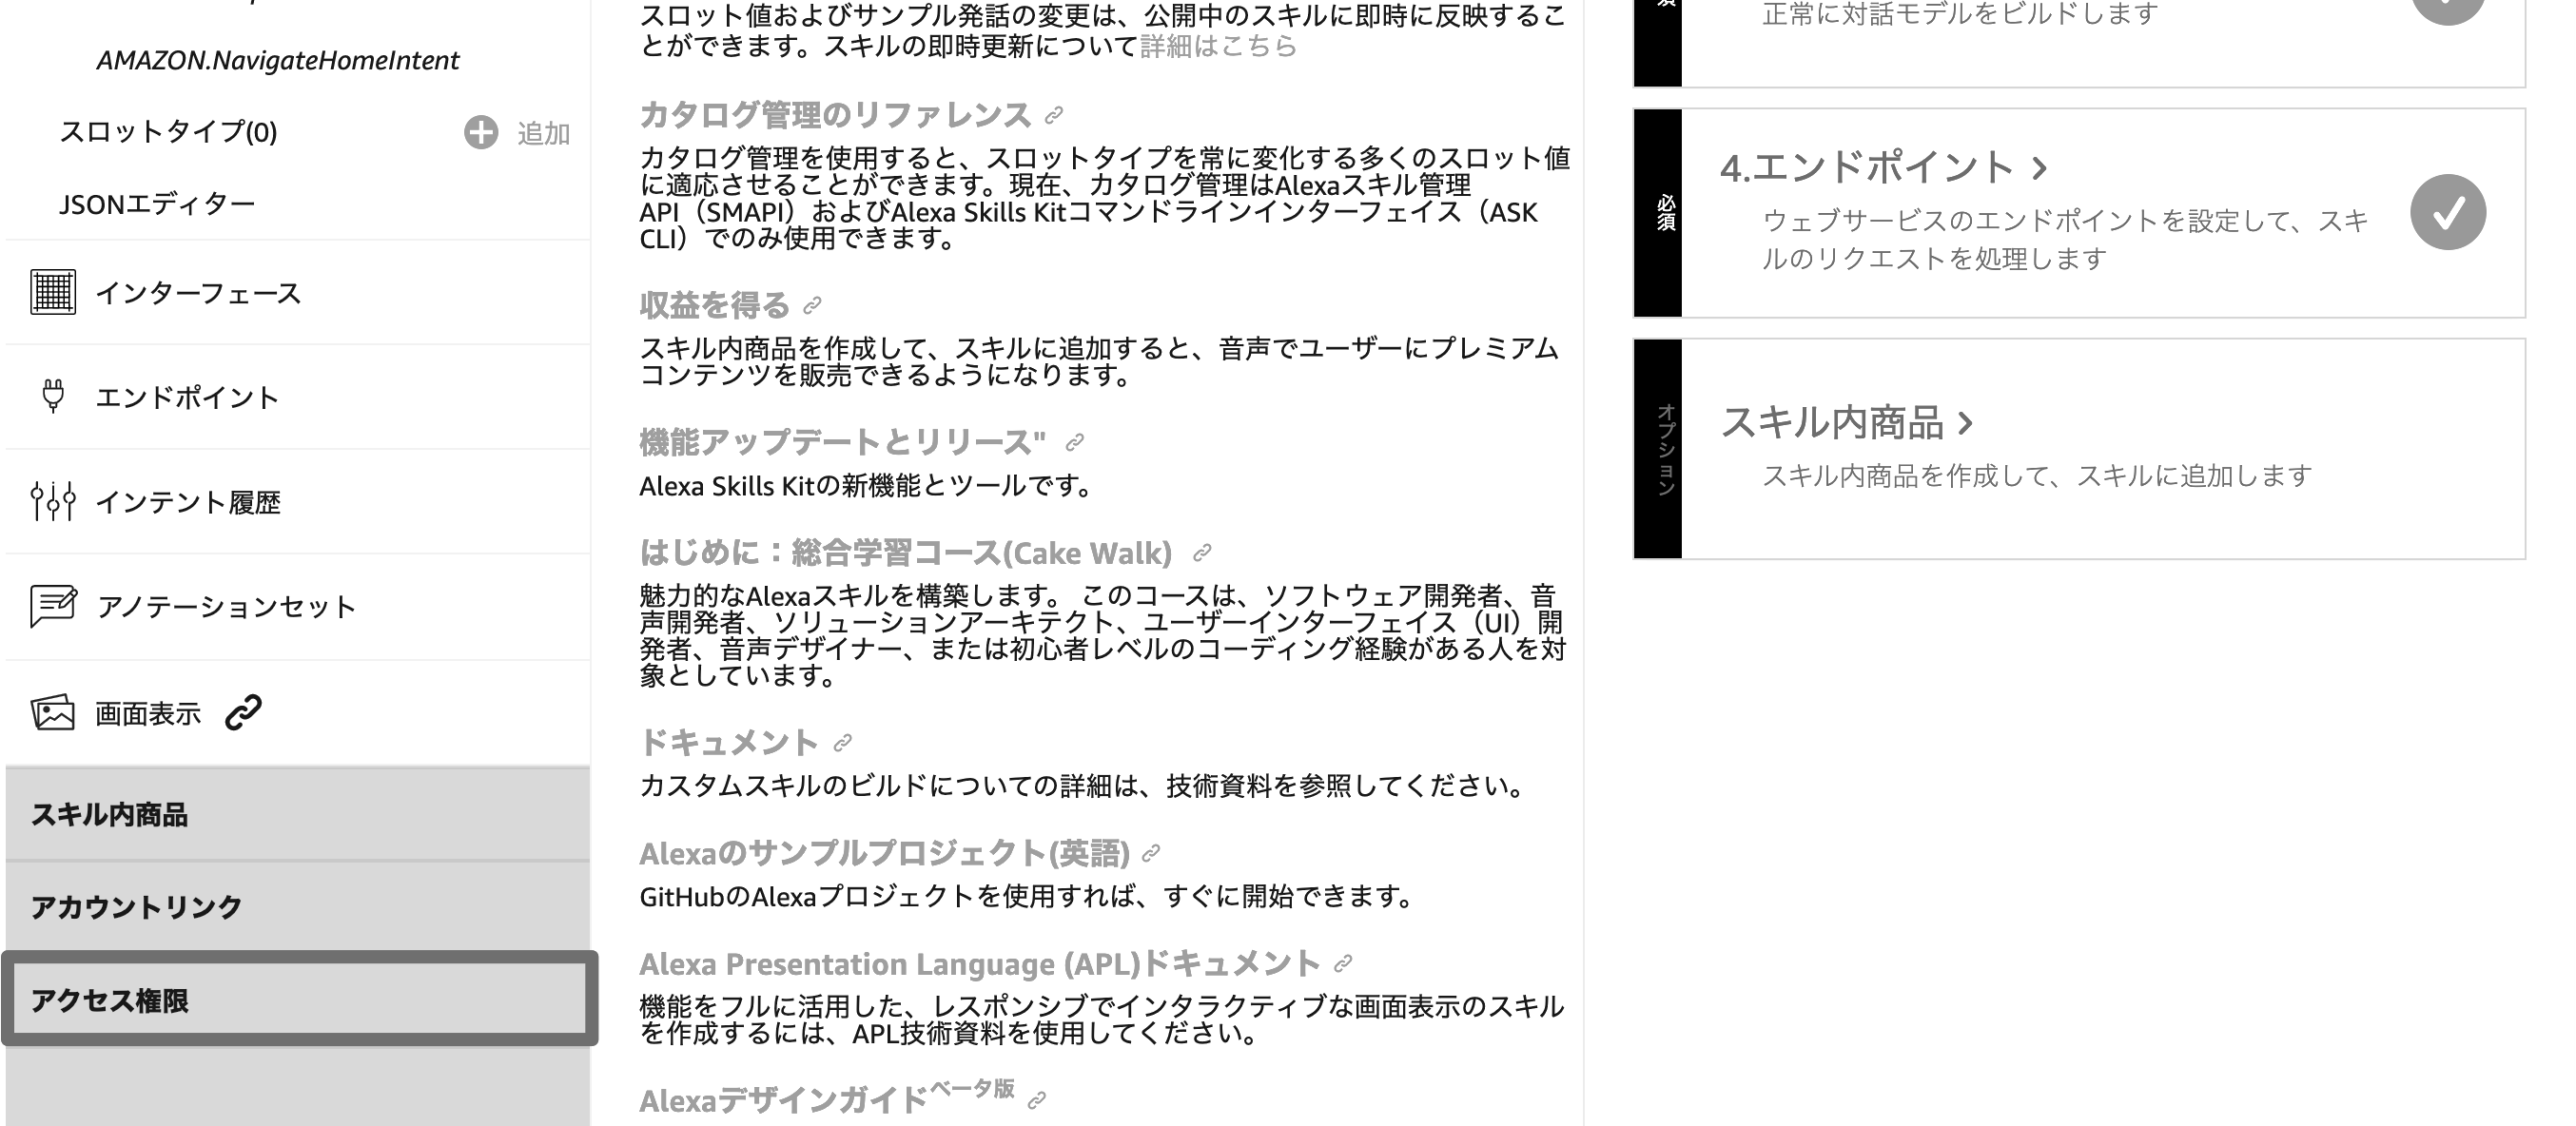 AMAZON.NavigateHomeIntent
スロットタイプ(0)
追加
JSONエディター
インターフェース
エンドポイント
インテント履歴
アノテーションセット
画面表示
スキル内商品
アカウントリンク
アクセス権限
スロット値およびサンプル発話の変更は、公開中のスキルに即時に反映するこ
とができます。スキルの即時更新について詳細はこちら
カタログ管理のリファレンス
カタログ管理を使用すると、スロットタイプを常に変化する多くのスロット値
に適応させることができます。現在、カタログ管理はAlexaスキル管理
API（SMAPI）およびAlexa Skills Kitコマンドラインインターフェイス（ASK
CLI）でのみ使用できます。
収益を得る
スキル内商品を作成して、スキルに追加すると、音声でユーザーにプレミアム
コンテンツを販売できるようになります。
機能アップデートとリリース"
Alexa Skills Kitの新機能とツールです。
はじめに：総合学習コース(Cake Walk)
魅力的なAlexaスキルを構築します。 このコースは、ソフトウェア開発者、音
声開発者、ソリューションアーキテクト、ユーザーインターフェイス（UI）開
発者、音声デザイナー、または初心者レベルのコーディング経験がある人を対
象としています。
ドキュメント
カスタムスキルのビルドについての詳細は、技術資料を参照してください。
Alexaのサンプルプロジェクト(英語)
GitHubのAlexaプロジェクトを使用すれば、すぐに開始できます。
Alexa Presentation Language (APL)ドキュメント
機能をフルに活用した、レスポンシブでインタラクティブな画面表示のスキル
を作成するには、APL技術資料を使用してください。
Alexaデザインガイドベータ版
須
正常に対話モデルをビルドします
必須
4.エンドポイント
ウェブサービスのエンドポイントを設定して、スキ
ルのリクエストを処理します
オプション
スキル内商品
スキル内商品を作成して、スキルに追加します